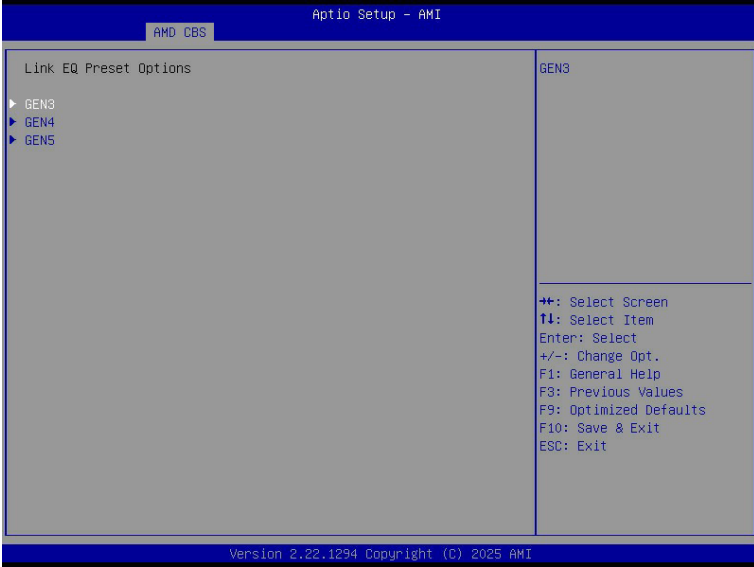 Aptio Setup – AMI
AMD CBS
Link EQ Preset Options
GEN3
GEN4
GEN5
GEN3
→←: Select Screen
↑↓: Select Item
Enter: Select
+/-: Change Opt.
F1: General Help
F3: Previous Values
F9: Optimized Defaults
F10: Save & Exit
ESC: Exit
Version 2.22.1294 Copyright (C) 2025 AMI